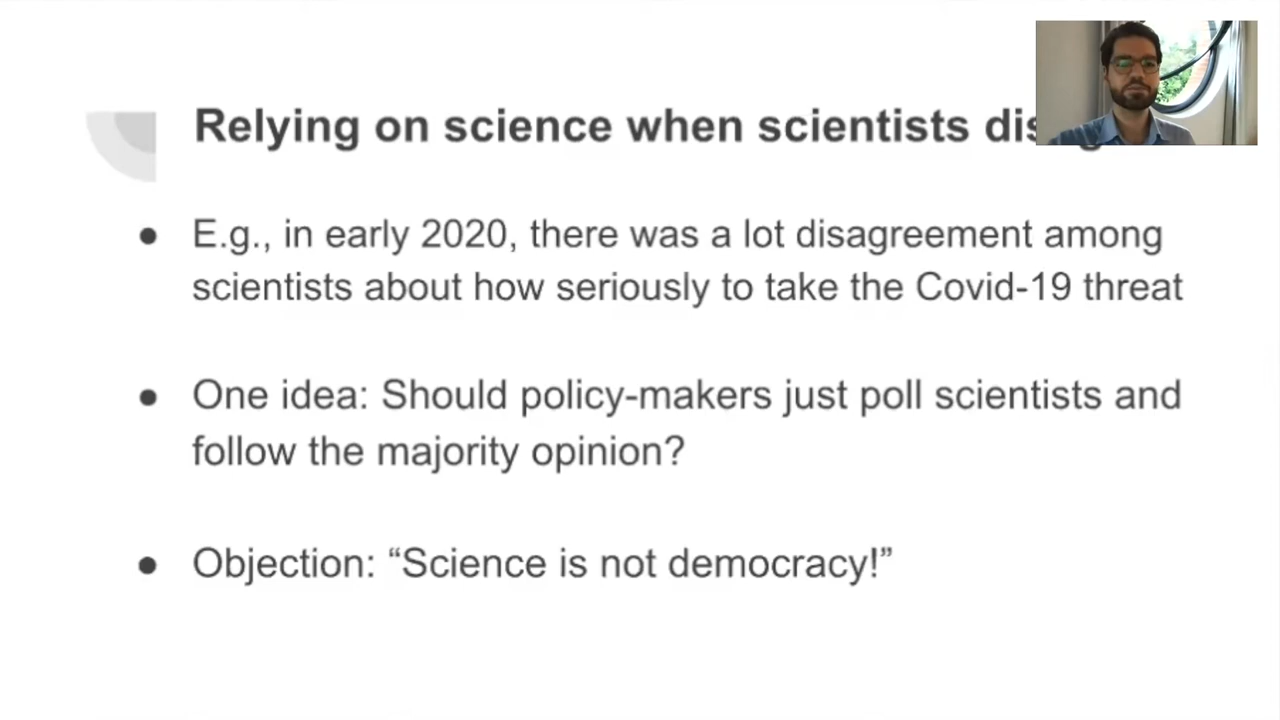 Relying on science when scientists
E.g., in early 2020, there was a lot disagreement among
scientists about how seriously to take the Covid-19 threat
One idea: Should policy-makers just poll scientists and
follow the majority opinion?
Objection: “Science is not democracy!”